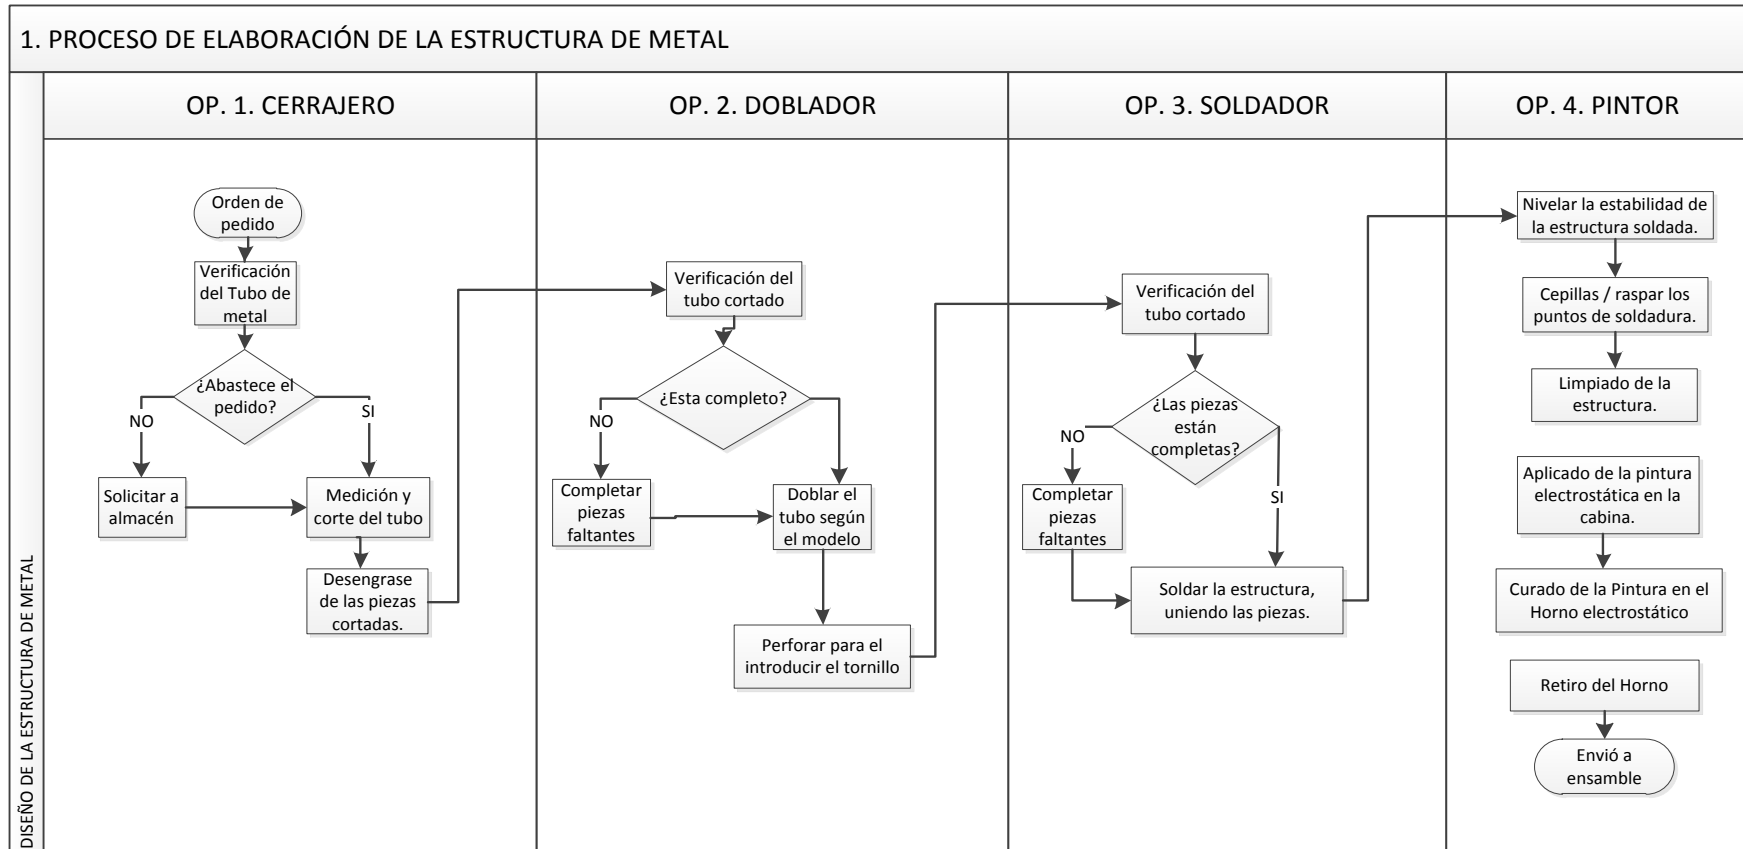 1. PROCESO DE ELABORACIÓN DE LA ESTRUCTURA DE METAL
DISEÑO DE LA ESTRUCTURA DE METAL
OP. 1. CERRAJERO
Orden de
pedido
Verificación
del Tubo de
metal
¿Abastece el
pedido?
NO
SI
Solicitar a
almacén
Medición y
corte del tubo
Desengrase
de las piezas
cortadas.
OP. 2. DOBLADOR
Verificación del
tubo cortado
¿Esta completo?
NO
Completar
piezas
faltantes
Doblar el
tubo según
el modelo
Perforar para el
introducir el tornillo
OP. 3. SOLDADOR
Verificación del
tubo cortado
¿Las piezas
están
completas?
NO
SI
Completar
piezas
faltantes
Soldar la estructura,
uniendo las piezas.
OP. 4. PINTOR
Nivelar la estabilidad de
la estructura soldada.
Cepillas / raspar los
puntos de soldadura.
Limpiado de la
estructura.
Aplicado de la pintura
electrostática en la
cabina.
Curado de la Pintura en el
Horno electrostático
Retiro del Horno
Envió a
ensamble